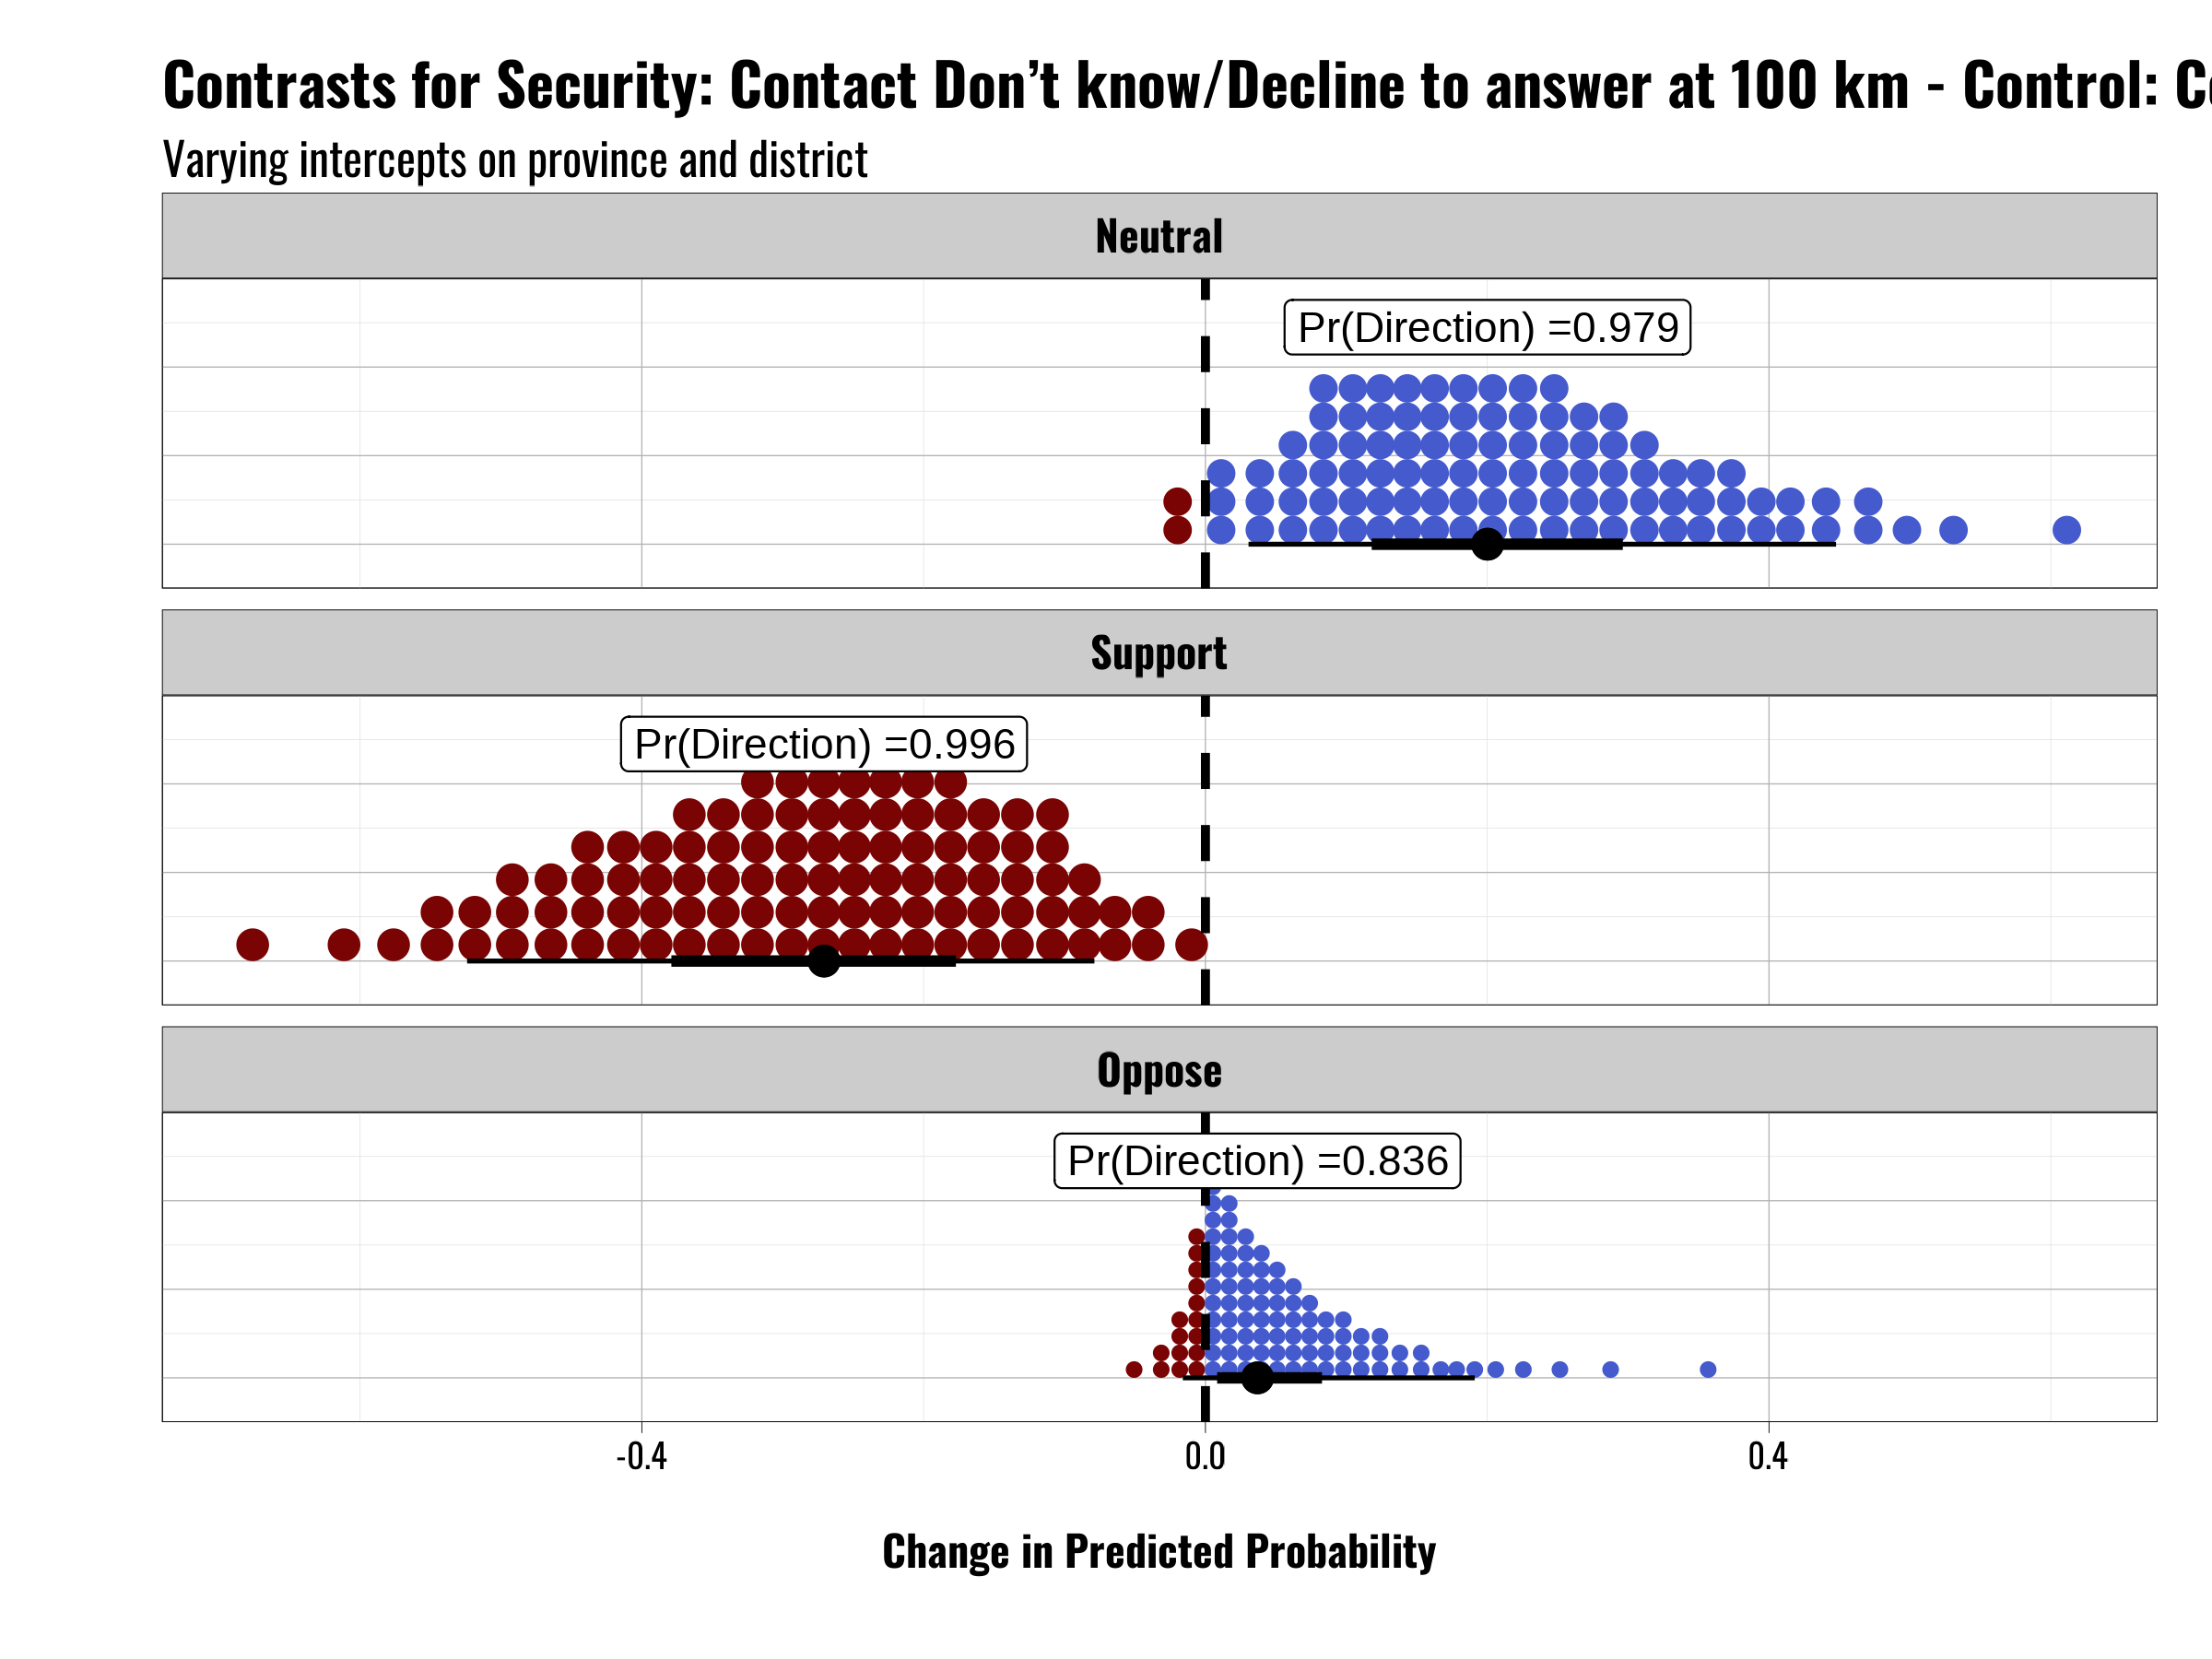 Contrasts for Security: Contact Don’t know/Decline to answer at 100 km - Control:
Varying intercepts on province and district
Neutral
Pr(Direction) =0.979
Support
Pr(Direction) =0.996
Oppose
Pr(Direction) =0.836
-0.4 0.0 0.4
Change in Predicted Probability